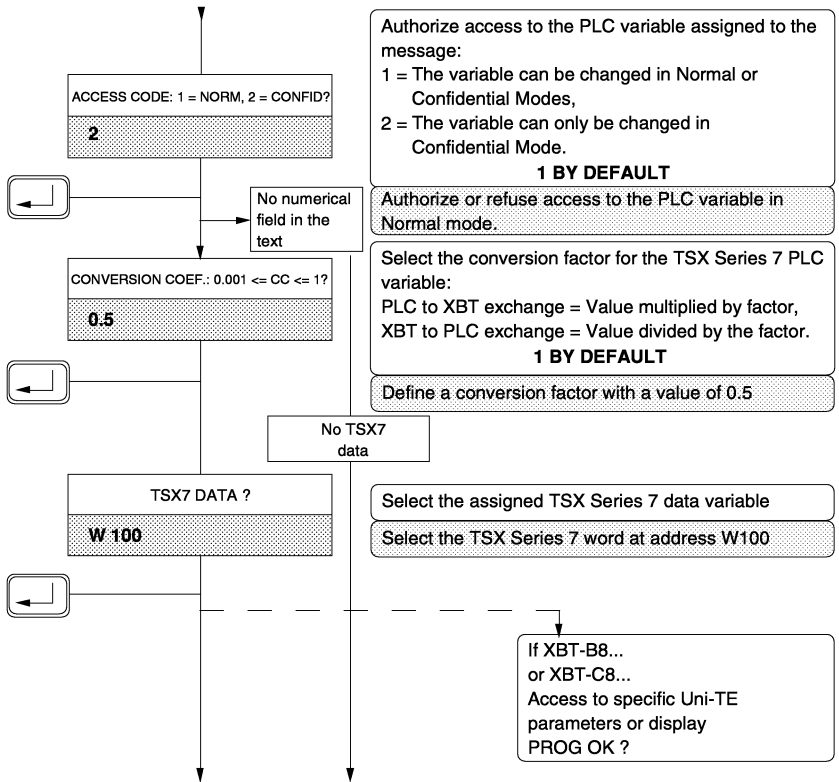 Authorize access to the PLC variable assigned to the
message:
1 = The variable can be changed in Normal or
Confidential Modes,
2 = The variable can only be changed in
Confidential Mode.
1 BY DEFAULT
ACCESS CODE: 1 = NORM, 2 = CONFID?
2
Authorize or refuse access to the PLC variable in
Normal mode.
No numerical
field in the
text
Select the conversion factor for the TSX Series 7 PLC
variable:
PLC to XBT exchange = Value multiplied by factor,
XBT to PLC exchange = Value divided by the factor.
1 BY DEFAULT
CONVERSION COEF.: 0.001 <= CC <= 1?
0.5
Define a conversion factor with a value of 0.5
No TSX7
data
TSX7 DATA ?
W 100
Select the assigned TSX Series 7 data variable
Select the TSX Series 7 word at address W100
If XBT-B8...
or XBT-C8...
Access to specific Uni-TE
parameters or display
PROG OK ?